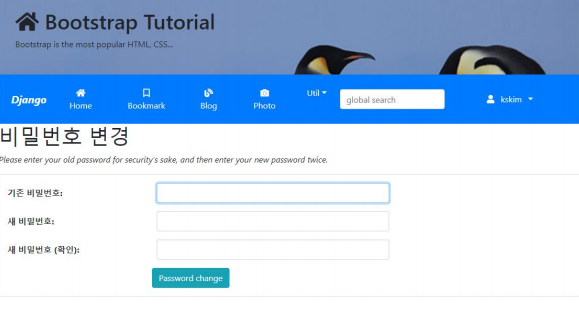 Bootstrap Tutorial
Bootstrap is the most popular HTML, CSS...
Django Home Bookmark Blog Photo Util global search kskim
비밀번호 변경
Please enter your old password for security's sake, and then enter your new password twice.
기존 비밀번호:
새 비밀번호:
새 비밀번호 (확인):
Password change